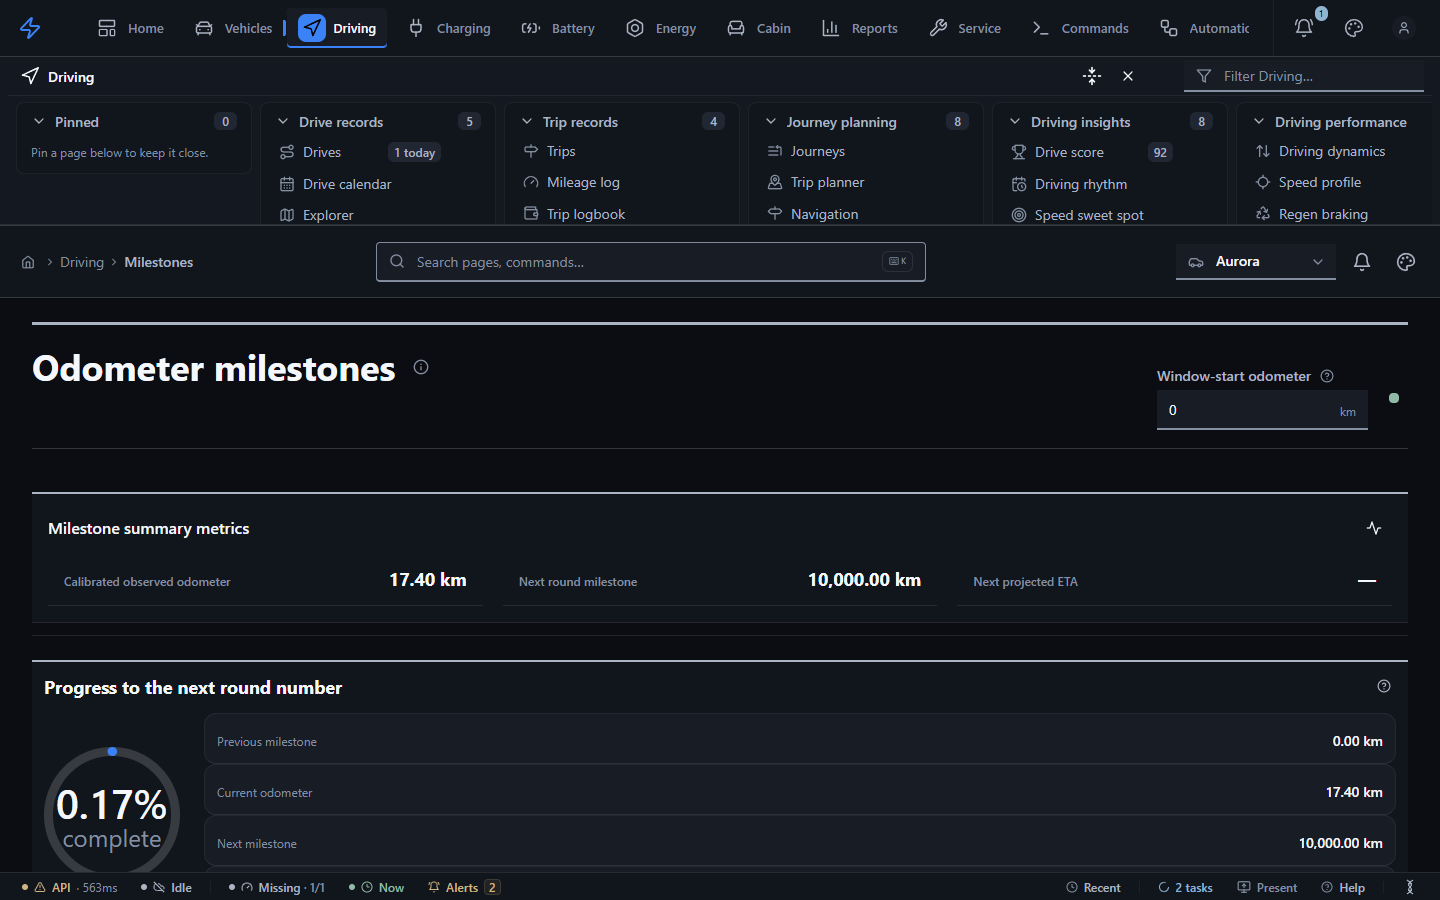 Home
Vehicles
Driving
Charging
Battery
Energy
Cabin
Reports
Service
Commands
Automatic
1
Driving
Filter Driving...
Pinned 0
Pin a page below to keep it close.
Drive records 5
Drives 1 today
Drive calendar
Explorer
Trip records 4
Trips
Mileage log
Trip logbook
Journey planning 8
Journeys
Trip planner
Navigation
Driving insights 8
Drive score 92
Driving rhythm
Speed sweet spot
Driving performance
Driving dynamics
Speed profile
Regen braking
Driving > Milestones
Search pages, commands...
K
Aurora
Odometer milestones
Window-start odometer
0 km
Milestone summary metrics
Calibrated observed odometer 17.40 km
Next round milestone 10,000.00 km
Next projected ETA —
Progress to the next round number
0.17%
complete
Previous milestone 0.00 km
Current odometer 17.40 km
Next milestone 10,000.00 km
API · 563ms
Idle
Missing · 1/1
Now
Alerts 2
Recent
2 tasks
Present
Help